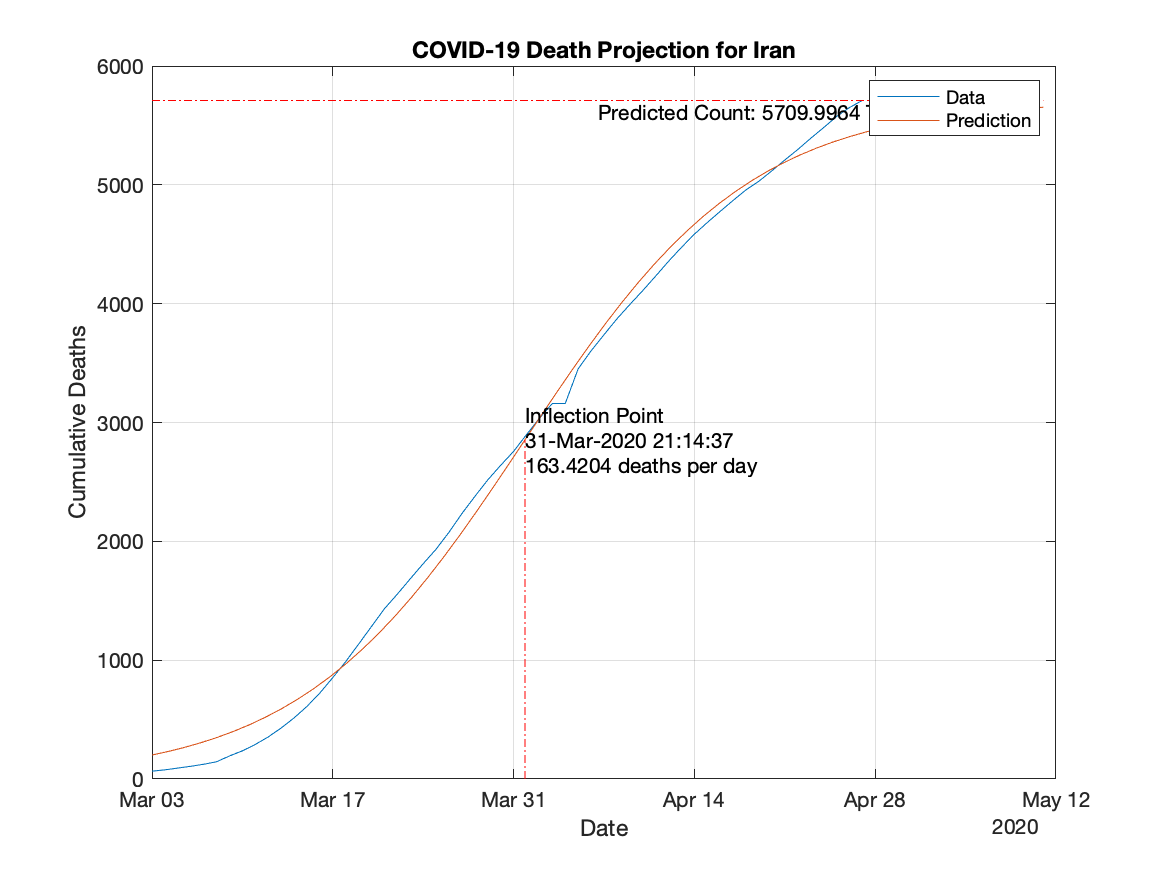 COVID-19 Death Projection for Iran
6000
5000
4000
3000
2000
1000
0
Cumulative Deaths
Data
Prediction
Predicted Count: 5709.9964
Inflection Point
31-Mar-2020 21:14:37
163.4204 deaths per day
Mar 03
Mar 17
Mar 31
Apr 14
Apr 28
May 12
Date
2020